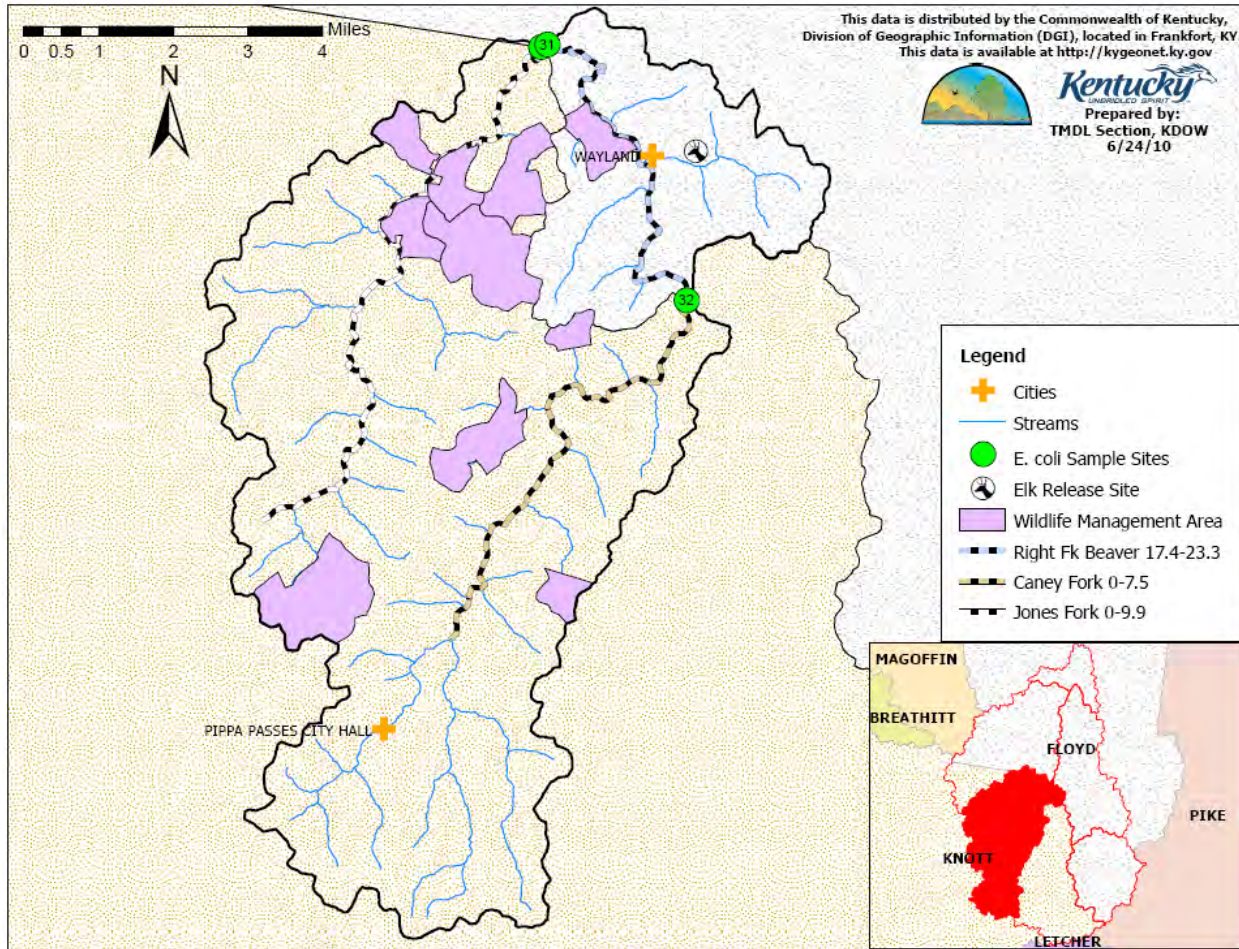 0 0.5 1 2 3 4 Miles
N
This data is distributed by the Commonwealth of Kentucky,
Division of Geographic Information (DGI), located in Frankfort, KY
This data is available at http://kygeonet.ky.gov
Kentucky
UNBRIDLED SPIRIT
Prepared by:
TMDL Section, KDOW
6/24/10
31
WAYLAND
32
PIPPA PASSES CITY HALL
Legend
Cities
Streams
E. coli Sample Sites
Elk Release Site
Wildlife Management Area
Right Fk Beaver 17.4-23.3
Caney Fork 0-7.5
Jones Fork 0-9.9
MAGOFFIN
BREATHITT
FLOYD
PIKE
KNOTT
LETCHER